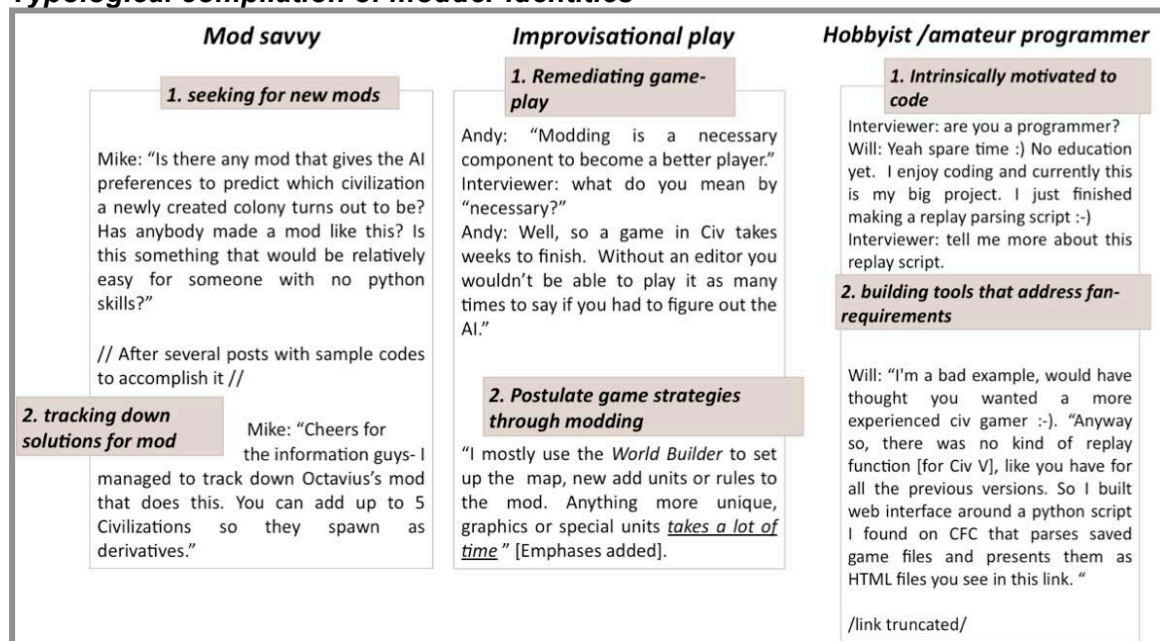 Typological compilation of modder identities
Mod savvy
1. seeking for new mods
Mike: “Is there any mod that gives the AI
preferences to predict which civilization
a newly created colony turns out to be?
Has anybody made a mod like this? Is
this something that would be relatively
easy for someone with no python
skills?”
// After several posts with sample codes
to accomplish it //
2. tracking down
solutions for mod
Mike: “Cheers for
the information guys- I
managed to track down Octavius’s mod
that does this. You can add up to 5
Civilizations so they spawn as
derivatives.”
Improvisational play
1. Remediating game-
play
Andy: “Modding is a necessary
component to become a better player.”
Interviewer: what do you mean by
“necessary?”
Andy: Well, so a game in Civ takes
weeks to finish. Without an editor you
wouldn’t be able to play it as many
times to say if you had to figure out the
AI.”
2. Postulate game strategies
through modding
“I mostly use the World Builder to set
up the map, new add units or rules to
the mod. Anything more unique,
graphics or special units takes a lot of
time ” [Emphases added].
Hobbyist /amateur programmer
1. Intrinsically motivated to
code
Interviewer: are you a programmer?
Will: Yeah spare time :) No education
yet. I enjoy coding and currently this
is my big project. I just finished
making a replay parsing script :-)
Interviewer: tell me more about this
replay script.
2. building tools that address fan-
requirements
Will: “I'm a bad example, would have
thought you wanted a more
experienced civ gamer :-). “Anyway
so, there was no kind of replay
function [for Civ V], like you have for
all the previous versions. So I built
web interface around a python script
I found on CFC that parses saved
game files and presents them as
HTML files you see in this link. “
/link truncated/